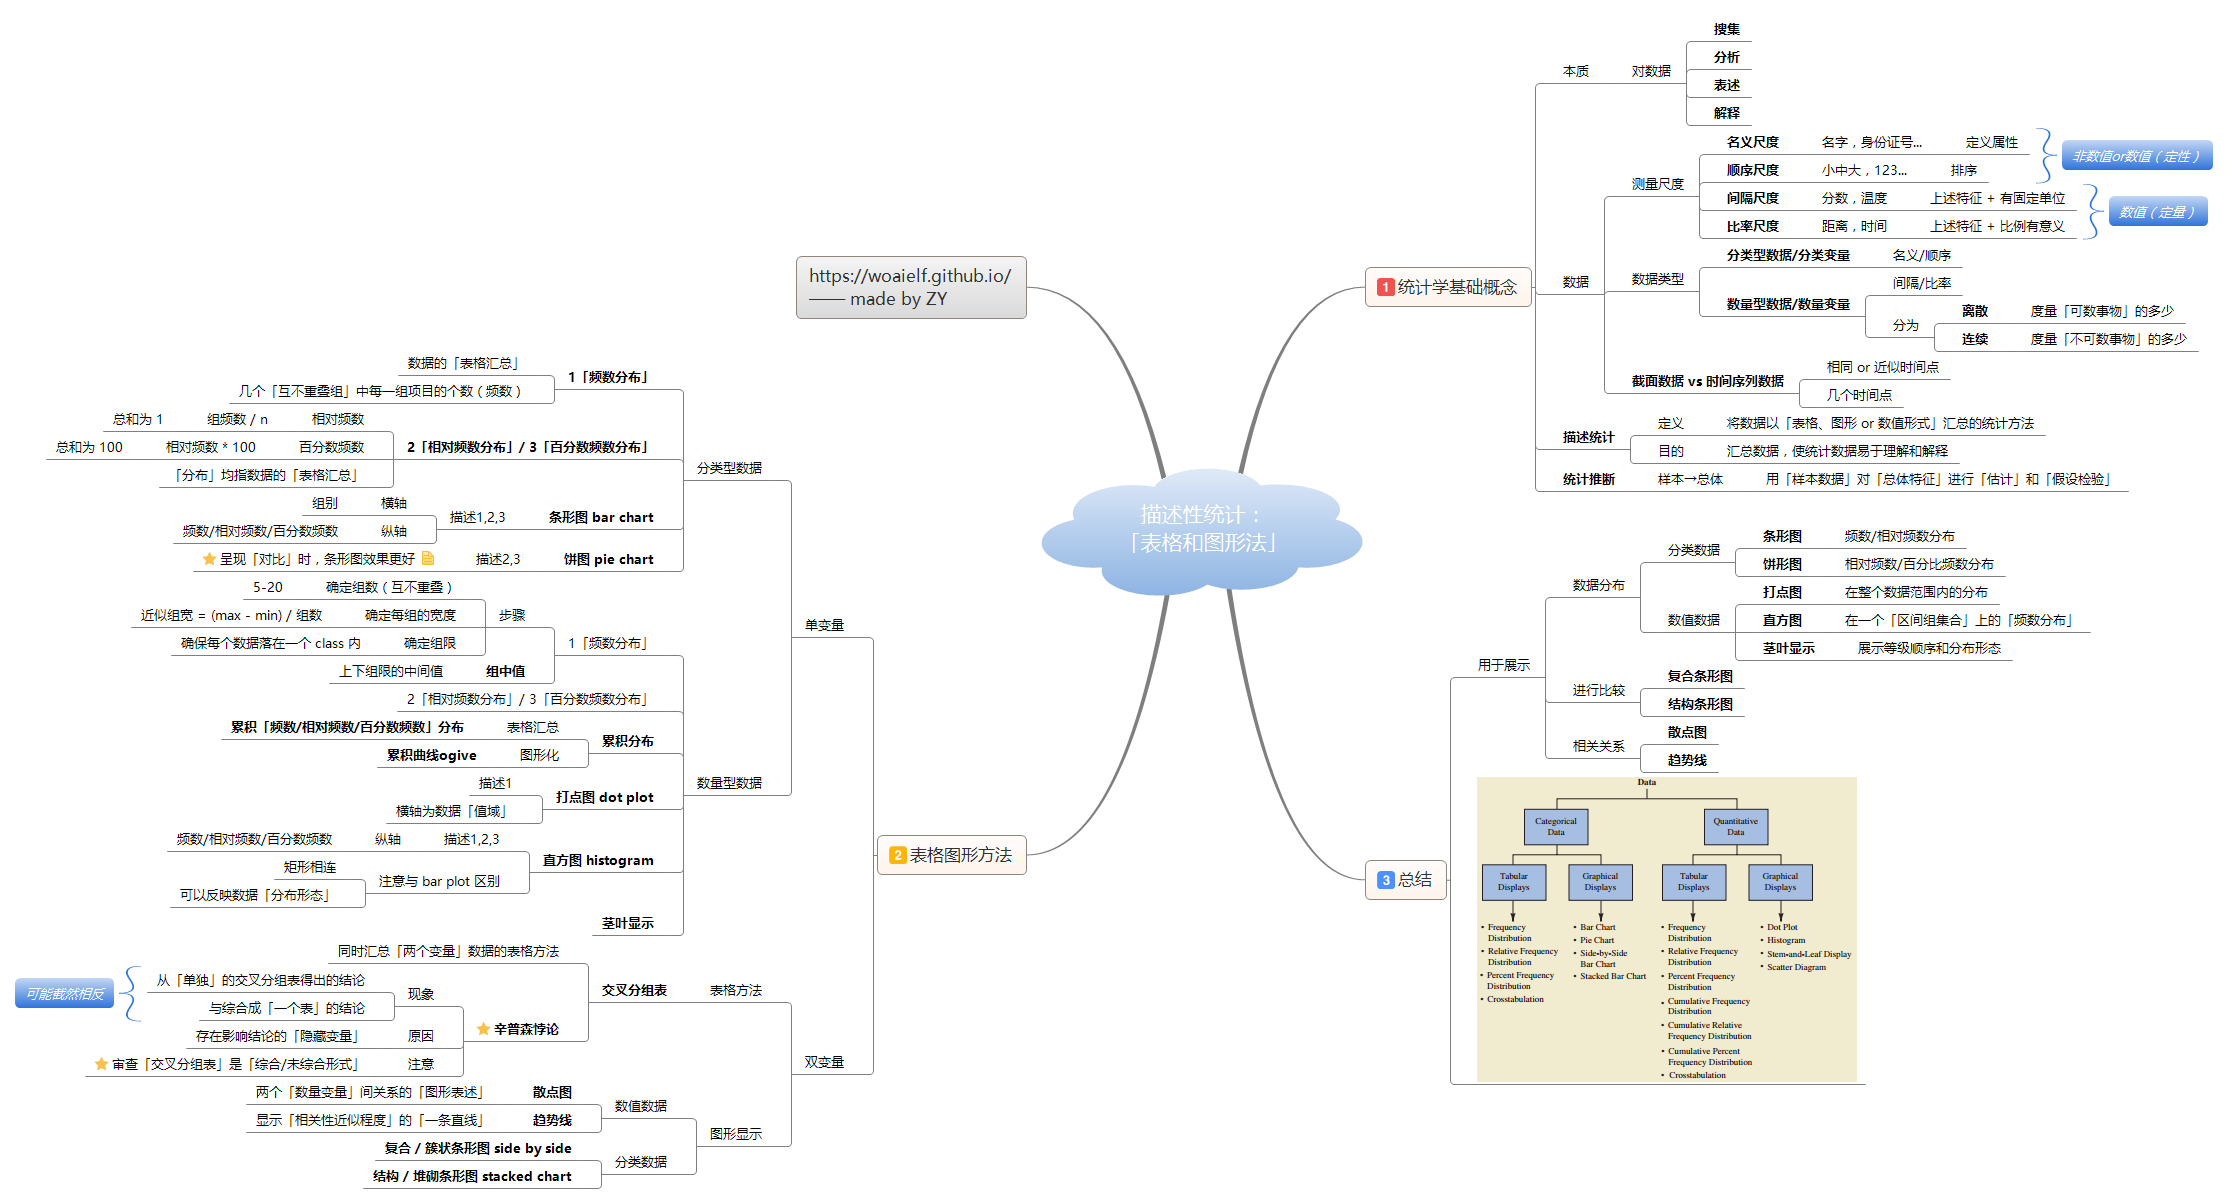 描述性统计：
「表格和图形法」
https://woaielf.github.io/
—— made by ZY
1 统计学基础概念
本质
对数据
搜集
分析
表述
解释
数据
测量尺度
名义尺度 名字，身份证号... 定义属性
顺序尺度 小中大，123... 排序
非数值or数值（定性）
间隔尺度 分数，温度 上述特征 + 有固定单位
比率尺度 距离，时间 上述特征 + 比例有意义
数值（定量）
数据类型
分类型数据/分类变量 名义/顺序
数量型数据/数量变量
间隔/比率
分为
离散 度量「可数事物」的多少
连续 度量「不可数事物」的多少
截面数据 vs 时间序列数据
相同 or 近似时间点
几个时间点
描述统计
定义 将数据以「表格、图形 or 数值形式」汇总的统计方法
目的 汇总数据，使统计数据易于理解和解释
统计推断 样本→总体 用「样本数据」对「总体特征」进行「估计」和「假设检验」
2 表格图形方法
单变量
分类型数据
1「频数分布」
数据的「表格汇总」
几个「互不重叠组」中每一组项目的个数（频数）
2「相对频数分布」/ 3「百分数频数分布」
相对频数 组频数 / n 总和为 1
百分数频数 相对频数 * 100 总和为 100
「分布」均指数据的「表格汇总」
条形图 bar chart 描述1,2,3
横轴 组别
纵轴 频数/相对频数/百分数频数
饼图 pie chart 描述2,3 呈现「对比」时，条形图效果更好
数量型数据
1「频数分布」
步骤
确定组数（互不重叠） 5-20
确定每组的宽度 近似组宽 = (max - min) / 组数
确定组限 确保每个数据落在一个 class 内
组中值 上下组限的中间值
2「相对频数分布」/ 3「百分数频数分布」
累积分布
表格汇总 累积「频数/相对频数/百分数频数」分布
图形化 累积曲线ogive
打点图 dot plot
描述1
横轴为数据「值域」
直方图 histogram
描述1,2,3 纵轴 频数/相对频数/百分数频数
注意与 bar plot 区别
矩形相连
可以反映数据「分布形态」
茎叶显示
双变量
表格方法
交叉分组表
同时汇总「两个变量」数据的表格方法
辛普森悖论
现象
从「单独」的交叉分组表得出的结论
与综合成「一个表」的结论
可能截然相反
原因 存在影响结论的「隐藏变量」
注意 审查「交叉分组表」是「综合/未综合形式」
图形显示
数值数据
散点图 两个「数量变量」间关系的「图形表述」
趋势线 显示「相关性近似程度」的「一条直线」
分类数据
复合 / 簇状条形图 side by side
结构 / 堆砌条形图 stacked chart
3 总结
用于展示
数据分布
分类数据
条形图 频数/相对频数分布
饼形图 相对频数/百分比频数分布
数值数据
打点图 在整个数据范围内的分布
直方图 在一个「区间组集合」上的「频数分布」
茎叶显示 展示等级顺序和分布形态
进行比较
复合条形图
结构条形图
相关关系
散点图
趋势线
Data
Categorical
Data
Quantitative
Data
Tabular
Displays
Graphical
Displays
Tabular
Displays
Graphical
Displays
• Frequency
Distribution
• Relative Frequency
Distribution
• Percent Frequency
Distribution
• Crosstabulation
• Bar Chart
• Pie Chart
• Side-by-Side
Bar Chart
• Stacked Bar Chart
• Frequency
Distribution
• Relative Frequency
Distribution
• Percent Frequency
Distribution
• Cumulative Frequency
Distribution
• Cumulative Relative
Frequency Distribution
• Cumulative Percent
Frequency Distribution
• Crosstabulation
• Dot Plot
• Histogram
• Stem-and-Leaf Display
• Scatter Diagram